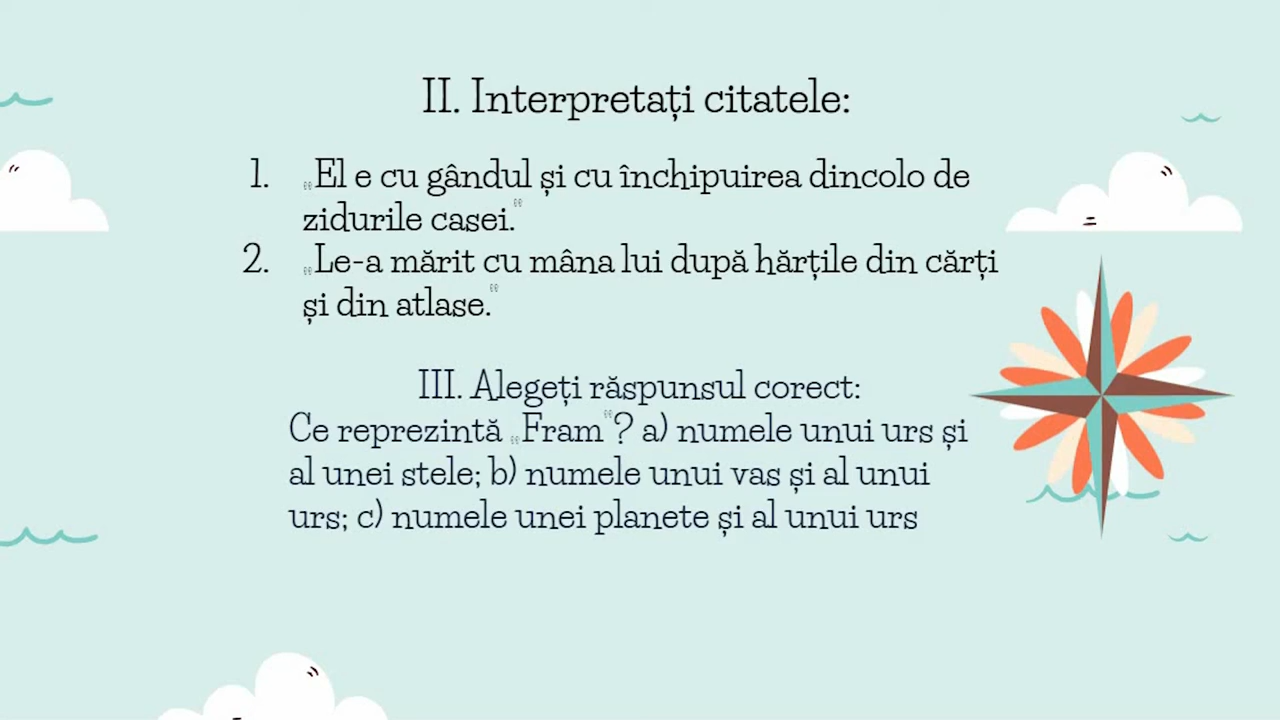 II. Interpretați citatele:
1. „El e cu gândul și cu închipuirea dincolo de
zidurile casei.“
2. „Le-a mărit cu mâna lui după hărțile din cărți
și din atlase.“
III. Alegeți răspunsul corect:
Ce reprezintă „Fram“? a) numele unui urs și
al unei stele; b) numele unui vas și al unui
urs; c) numele unei planete și al unui urs